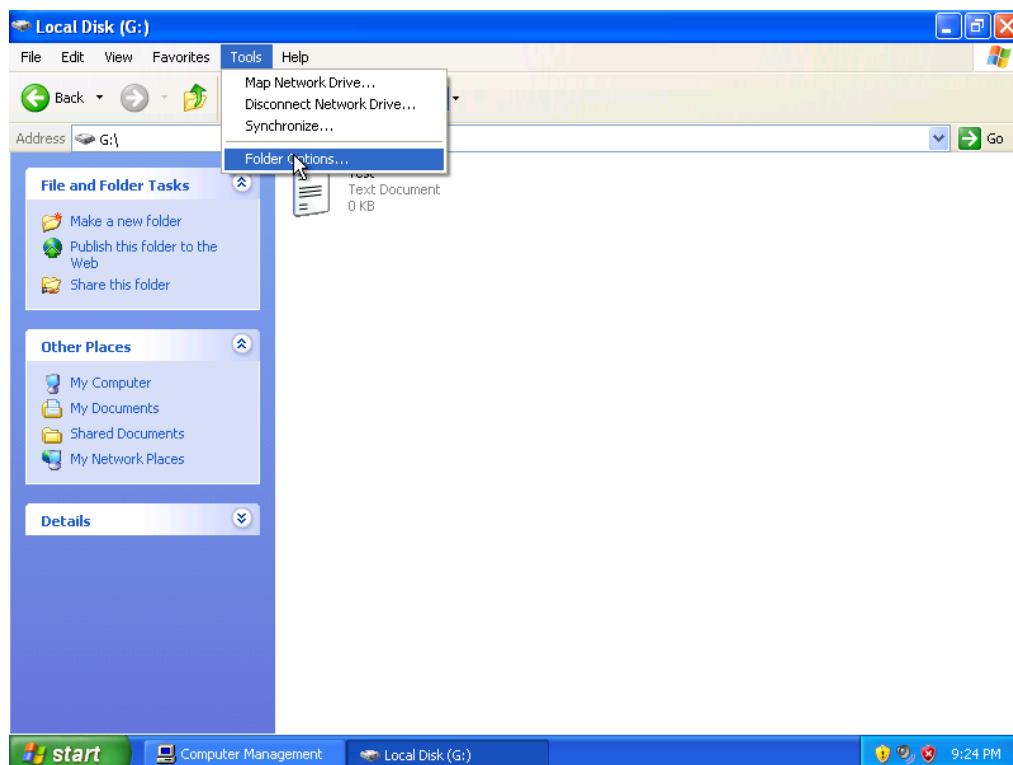 Local Disk (G:)
File Edit View Favorites Tools Help
Map Network Drive...
Disconnect Network Drive...
Synchronize...
Folder Options...
Back
Address G:\ Go
Test
Text Document
0 KB
File and Folder Tasks
Make a new folder
Publish this folder to the
Web
Share this folder
Other Places
My Computer
My Documents
Shared Documents
My Network Places
Details
start Computer Management Local Disk (G:) 9:24 PM